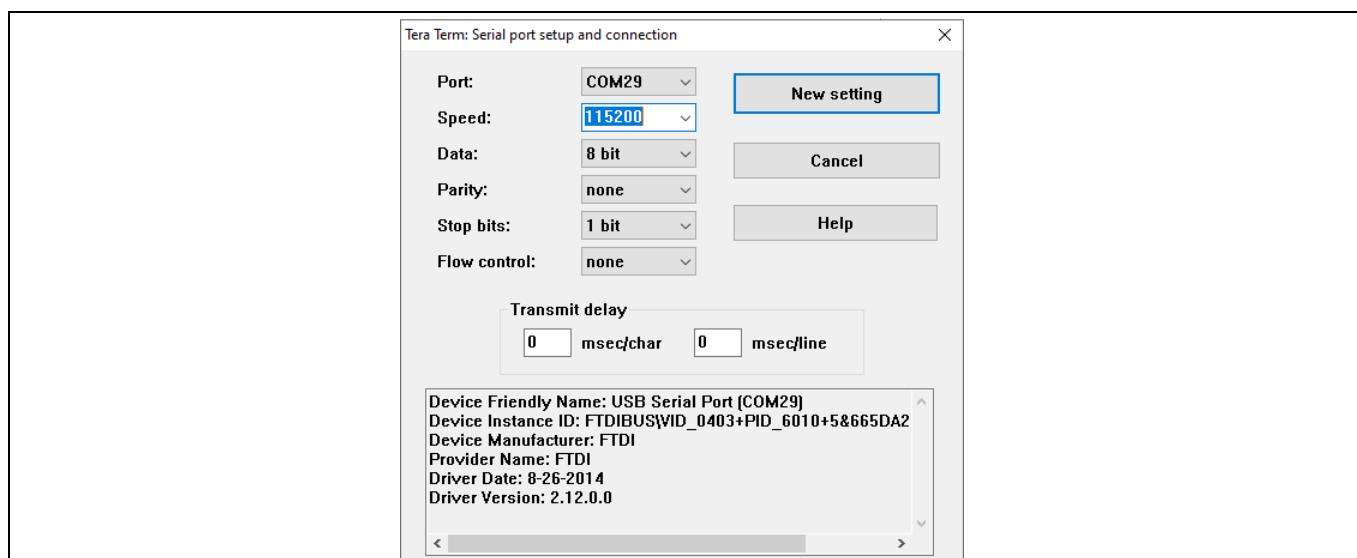 Tera Term: Serial port setup and connection
Port: COM29 New setting
Speed: 115200
Data: 8 bit Cancel
Parity: none
Stop bits: 1 bit Help
Flow control: none
Transmit delay
0 msec/char 0 msec/line
Device Friendly Name: USB Serial Port (COM29)
Device Instance ID: FTDIBUS\VID_0403+PID_6010+5&665DA2
Device Manufacturer: FTDI
Provider Name: FTDI
Driver Date: 8-26-2014
Driver Version: 2.12.0.0